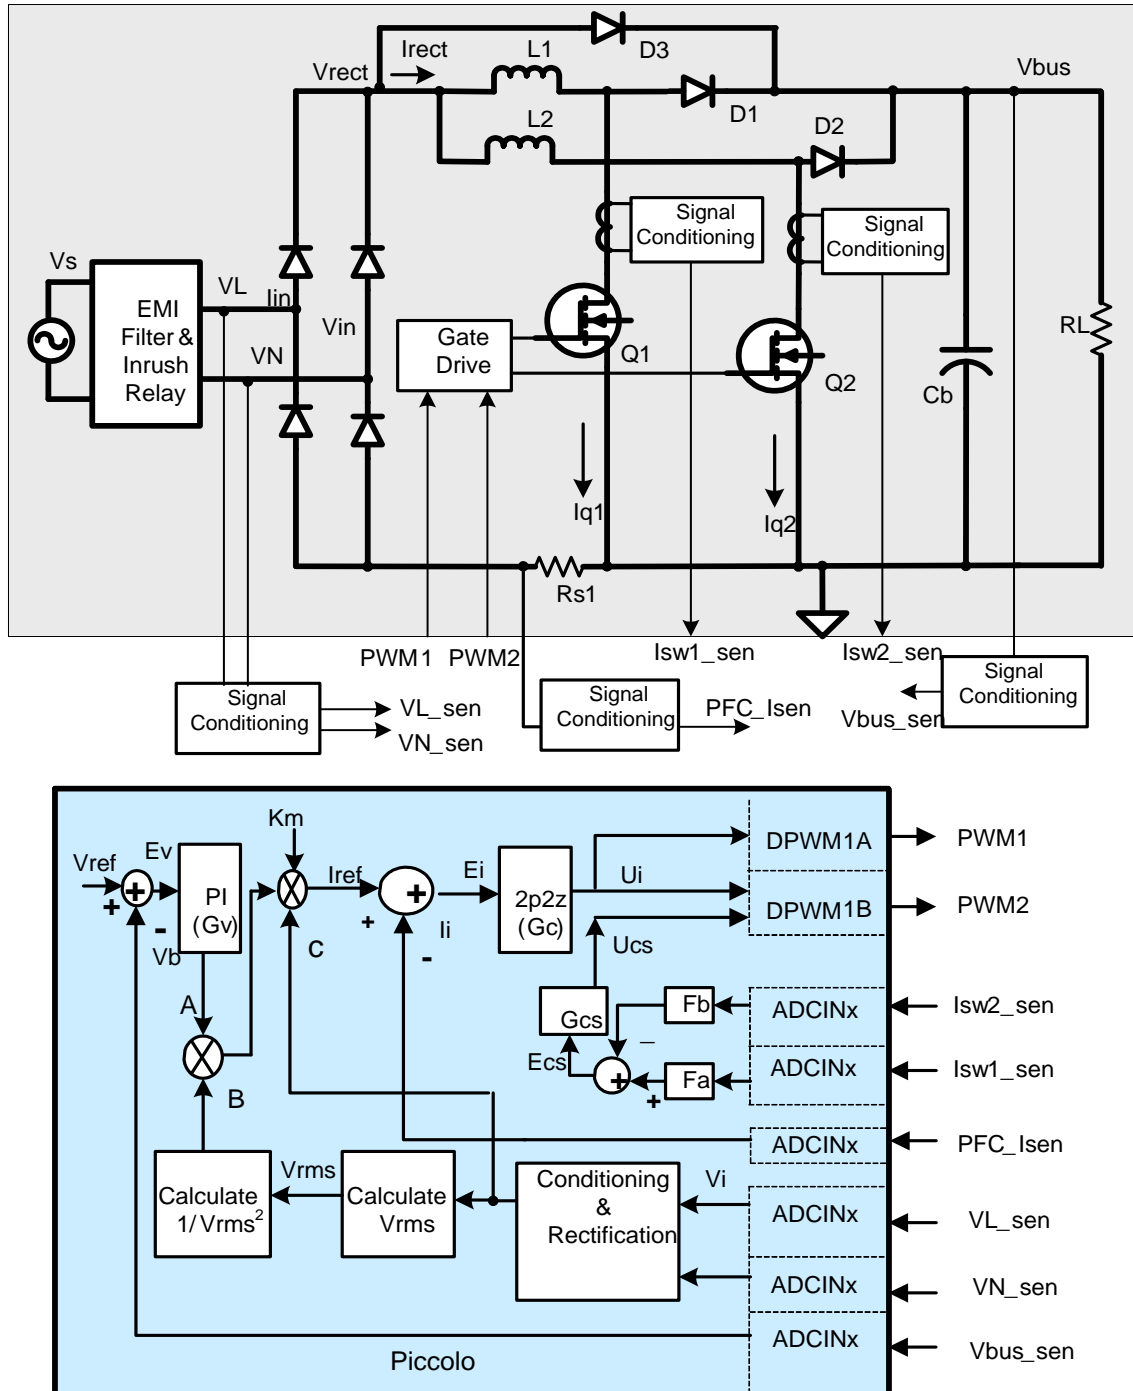 Irect
L1
D3
Vrect
Vbus
D1
L2
D2
Signal
Conditioning
Signal
Conditioning
Vs
VL
Iin
EMI
Filter &
Inrush
Relay
Vin
VN
Gate
Drive
Q1
Q2
RL
Cb
Iq1
Iq2
Rs1
PWM1
PWM2
Isw1_sen
Isw2_sen
Signal
Conditioning
VL_sen
VN_sen
Signal
Conditioning
PFC_Isen
Signal
Conditioning
Vbus_sen
Km
Vref
Ev
+
+
-
Vb
PI
(Gv)
Iref
+
+
-
Ii
C
Ei
2p2z
(Gc)
Ui
Ucs
DPWM1A
PWM1
DPWM1B
PWM2
A
B
Gcs
Ecs
Fb
–
+
+
Fa
ADCINx
Isw2_sen
ADCINx
Isw1_sen
ADCINx
PFC_Isen
Vrms
Calculate
1/Vrms²
Calculate
Vrms
Conditioning
&
Rectification
Vi
ADCINx
VL_sen
ADCINx
VN_sen
ADCINx
Vbus_sen
Piccolo